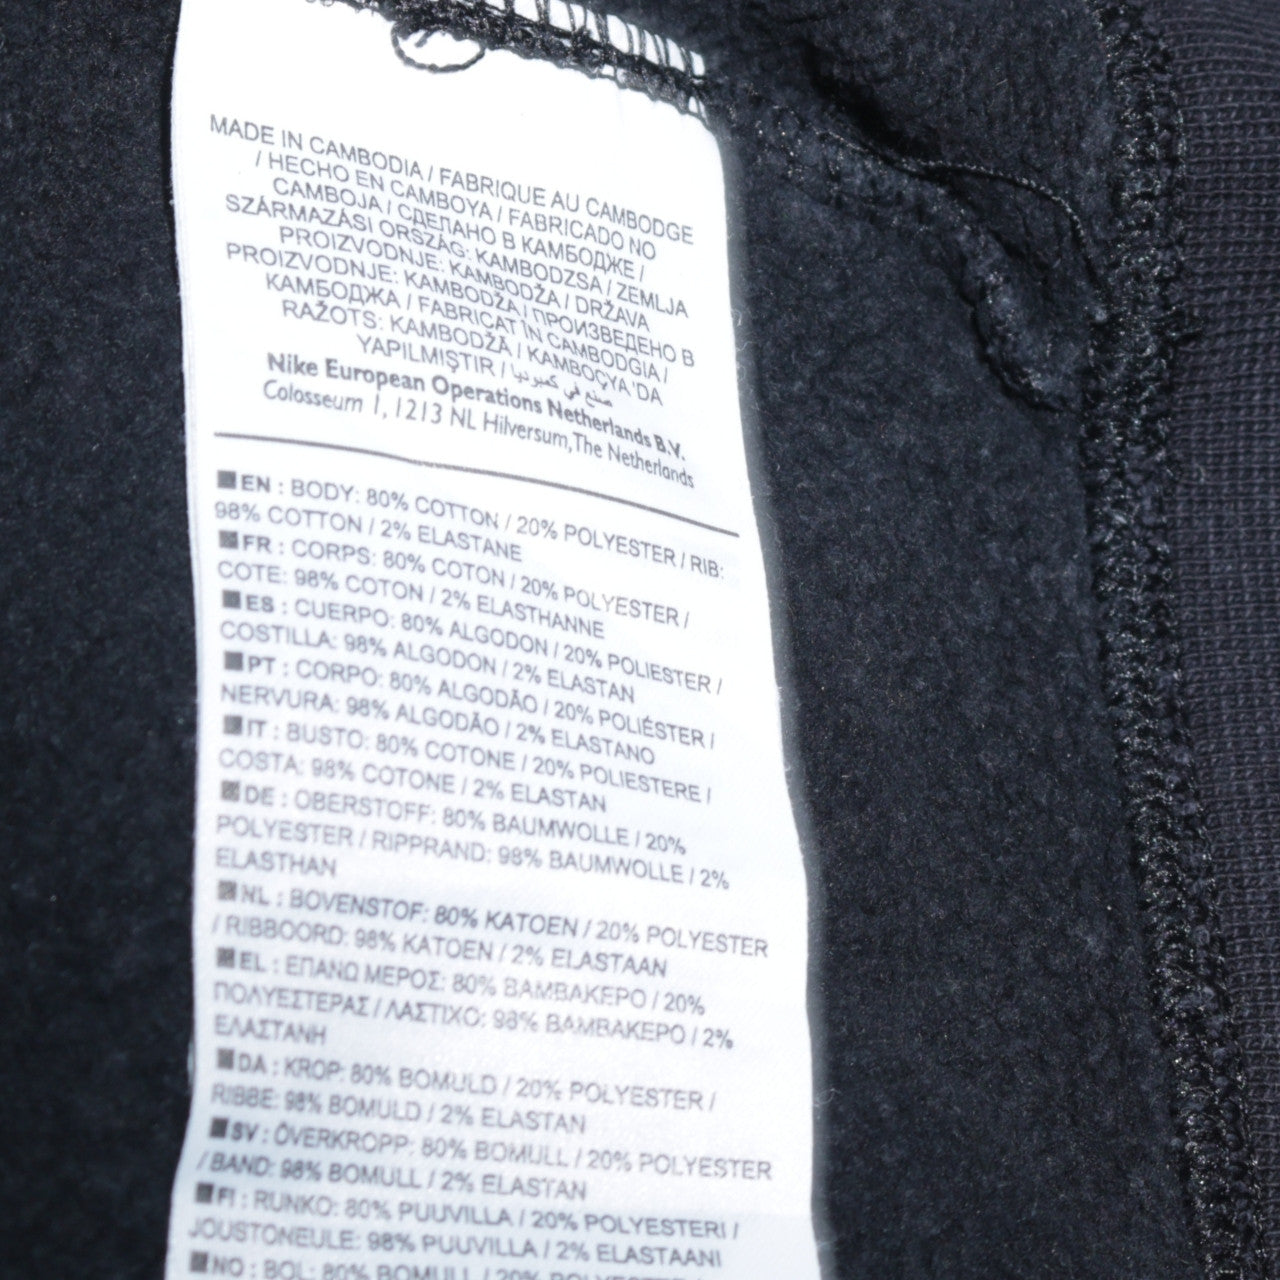 MADE IN CAMBODIA / FABRIQUE AU CAMBODGE
/ HECHO EN CAMBOYA / FABRICADO NO
CAMBOJA / СДЕЛАНО В КАМБОДЖЕ /
SZÁRMAZÁSI ORSZÁG: KAMBODZSA / ZEMLJA
PROIZVODNJE: KAMBODŽA / DRŽAVA
PROIZVODNJE: KAMBODŽA / ПРОИЗВЕДЕНО В
КАМБОДЖА / FABRICAT ÎN CAMBODGIA /
RAŽOTS: KAMBODŽĀ / KAMBOÇYA'DA
YAPILMIŞTIR / صنع في كمبوديا
Nike European Operations Netherlands B.V.
Colosseum 1, 1213 NL Hilversum, The Netherlands
EN : BODY: 80% COTTON / 20% POLYESTER / RIB:
98% COTTON / 2% ELASTANE
FR : CORPS: 80% COTON / 20% POLYESTER /
COTE: 98% COTON / 2% ELASTHANNE
ES : CUERPO: 80% ALGODON / 20% POLIESTER /
COSTILLA: 98% ALGODON / 2% ELASTAN
PT : CORPO: 80% ALGODÃO / 20% POLIÉSTER /
NERVURA: 98% ALGODÃO / 2% ELASTANO
IT : BUSTO: 80% COTONE / 20% POLIESTERE /
COSTA: 98% COTONE / 2% ELASTAN
DE : OBERSTOFF: 80% BAUMWOLLE / 20%
POLYESTER / RIPPRAND: 98% BAUMWOLLE / 2%
ELASTHAN
NL : BOVENSTOF: 80% KATOEN / 20% POLYESTER
/ RIBBOORD: 98% KATOEN / 2% ELASTAAN
EL : ΕΠΑΝΩ ΜΕΡΟΣ: 80% ΒΑΜΒΑΚΕΡΟ / 20%
ΠΟΛΥΕΣΤΕΡΑΣ / ΛΑΣΤΙΧΟ: 98% ΒΑΜΒΑΚΕΡΟ / 2%
ΕΛΑΣΤΑΝΗ
DA : KROP: 80% BOMULD / 20% POLYESTER /
RIBBE: 98% BOMULD / 2% ELASTAN
SV : ÖVERKROPP: 80% BOMULL / 20% POLYESTER
/ BAND: 98% BOMULL / 2% ELASTAN
FI : RUNKO: 80% PUUVILLA / 20% POLYESTERI /
JOUSTONEULE: 98% PUUVILLA / 2% ELASTAANI
NO : BOL: 80% BOMULL / 20% POLYESTER